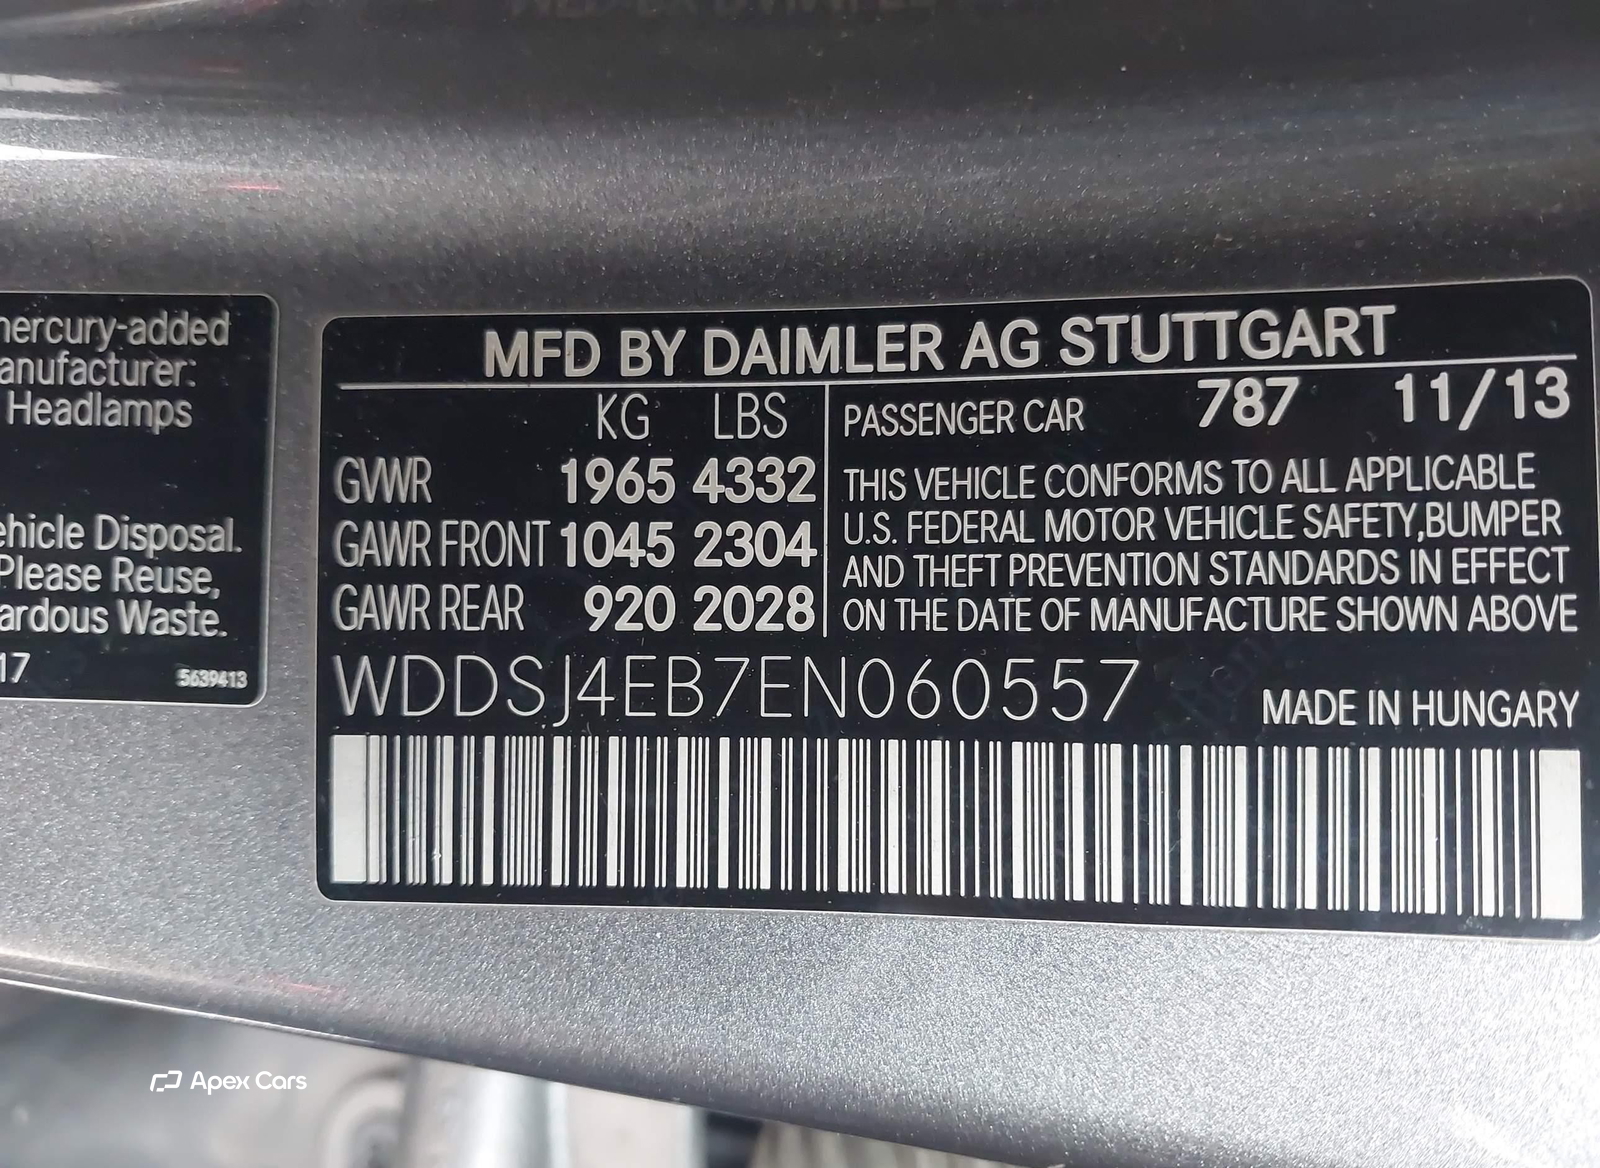 mercury-added
anufacturer:
Headlamps
ehicle Disposal.
Please Reuse,
ardous Waste.
17
5639413
MFD BY DAIMLER AG STUTTGART
KG LBS
GVWR 1965 4332
GAWR FRONT 1045 2304
GAWR REAR 920 2028
PASSENGER CAR 787 11/13
THIS VEHICLE CONFORMS TO ALL APPLICABLE
U.S. FEDERAL MOTOR VEHICLE SAFETY,BUMPER
AND THEFT PREVENTION STANDARDS IN EFFECT
ON THE DATE OF MANUFACTURE SHOWN ABOVE
WDDSJ4EB7EN060557
MADE IN HUNGARY
Apex Cars